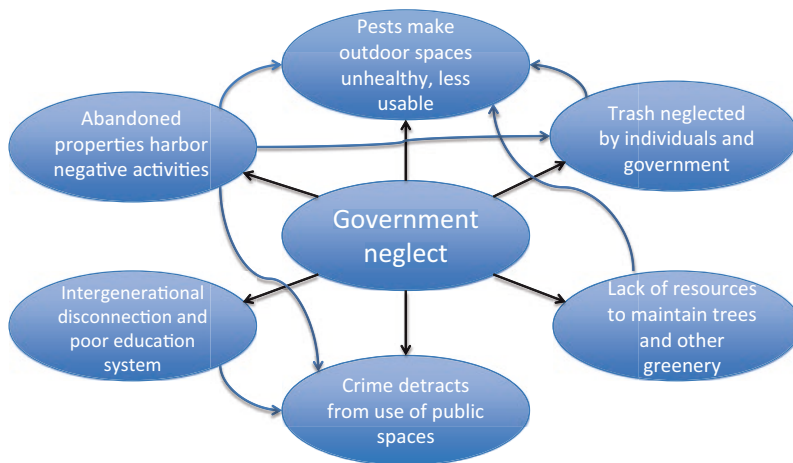 Pests make
outdoor spaces
unhealthy, less
usable
Abandoned
properties harbor
negative activities
Trash neglected
by individuals and
government
Government
neglect
Intergenerational
disconnection and
poor education
system
Lack of resources
to maintain trees
and other
greenery
Crime detracts
from use of public
spaces